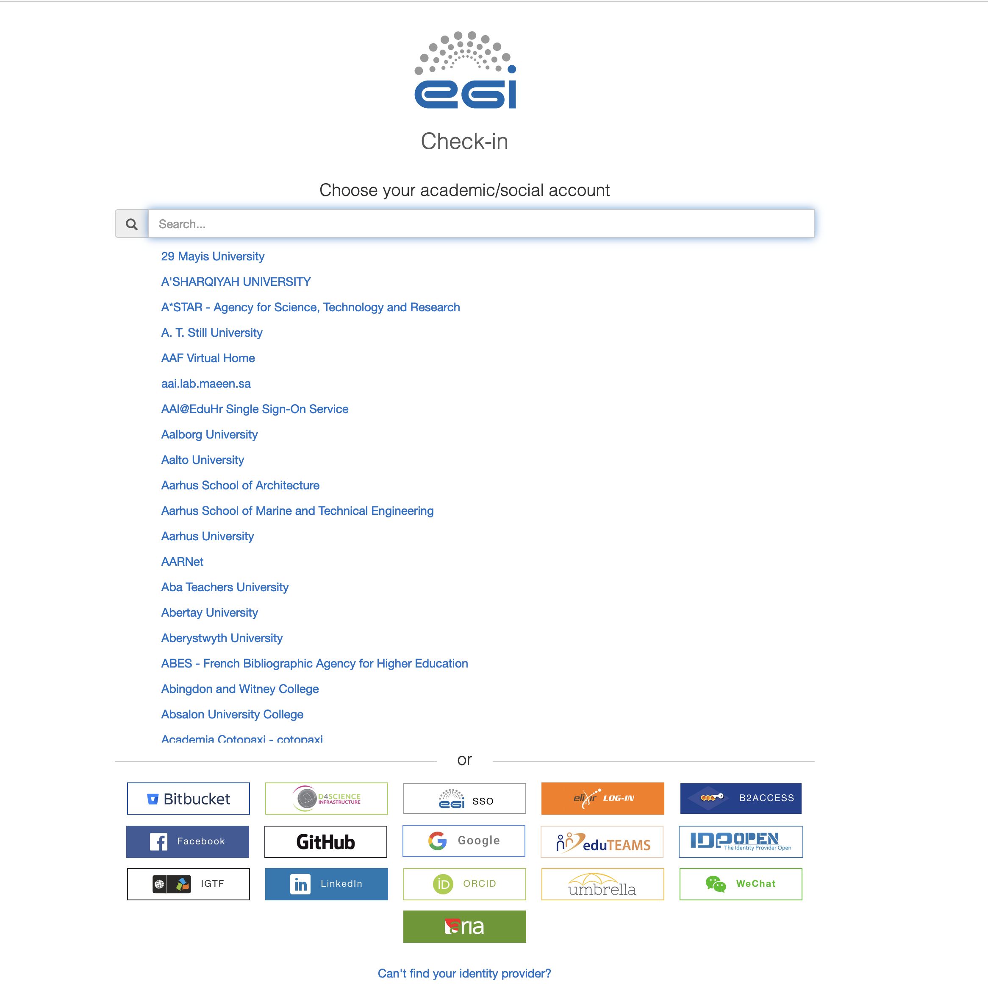 egi
Check-in
Choose your academic/social account
Search...
29 Mayis University
A'SHARQIYAH UNIVERSITY
A*STAR - Agency for Science, Technology and Research
A. T. Still University
AAF Virtual Home
aai.lab.maeen.sa
AAI@EduHr Single Sign-On Service
Aalborg University
Aalto University
Aarhus School of Architecture
Aarhus School of Marine and Technical Engineering
Aarhus University
AARNet
Aba Teachers University
Abertay University
Aberystwyth University
ABES - French Bibliographic Agency for Higher Education
Abingdon and Witney College
Absalon University College
Academia Cotopaxi - cotopaxi
or
Bitbucket
D4SCIENCE
INFRASTRUCTURE
egi SSO
elixir LOG-IN
B2ACCESS
Facebook
GitHub
Google
eduTEAMS
IDP OPEN
The Identity Provider Open
IGTF
in LinkedIn
iD ORCID
umbrella
WeChat
aria
Can't find your identity provider?